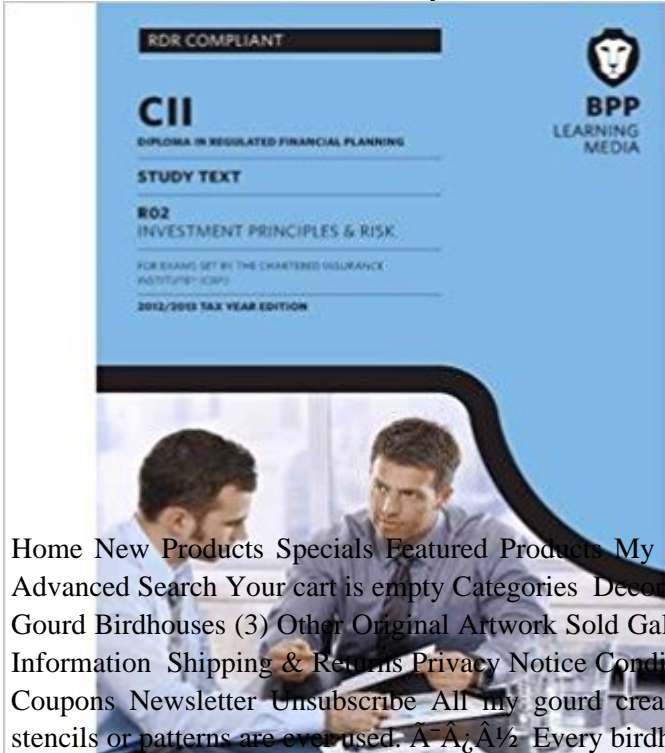 RDR COMPLIANT
BPP
LEARNING
MEDIA
CII
DIPLOMA IN REGULATED FINANCIAL PLANNING
STUDY TEXT
R02
INVESTMENT PRINCIPLES & RISK
FOR EXAMS SET BY THE CHARTERED INSURANCE
INSTITUTE® (CII®)
2012/2013 TAX YEAR EDITION
Home New Products Specials Featured Products My
Advanced Search Your cart is empty Categories Decor
Gourd Birdhouses (3) Other Original Artwork Sold Gal
Information Shipping & Returns Privacy Notice Condi
Coupons Newsletter Unsubscribe All my gourd crea
stencils or patterns are ever used. Ã¯Â¿Â½ Every birdh